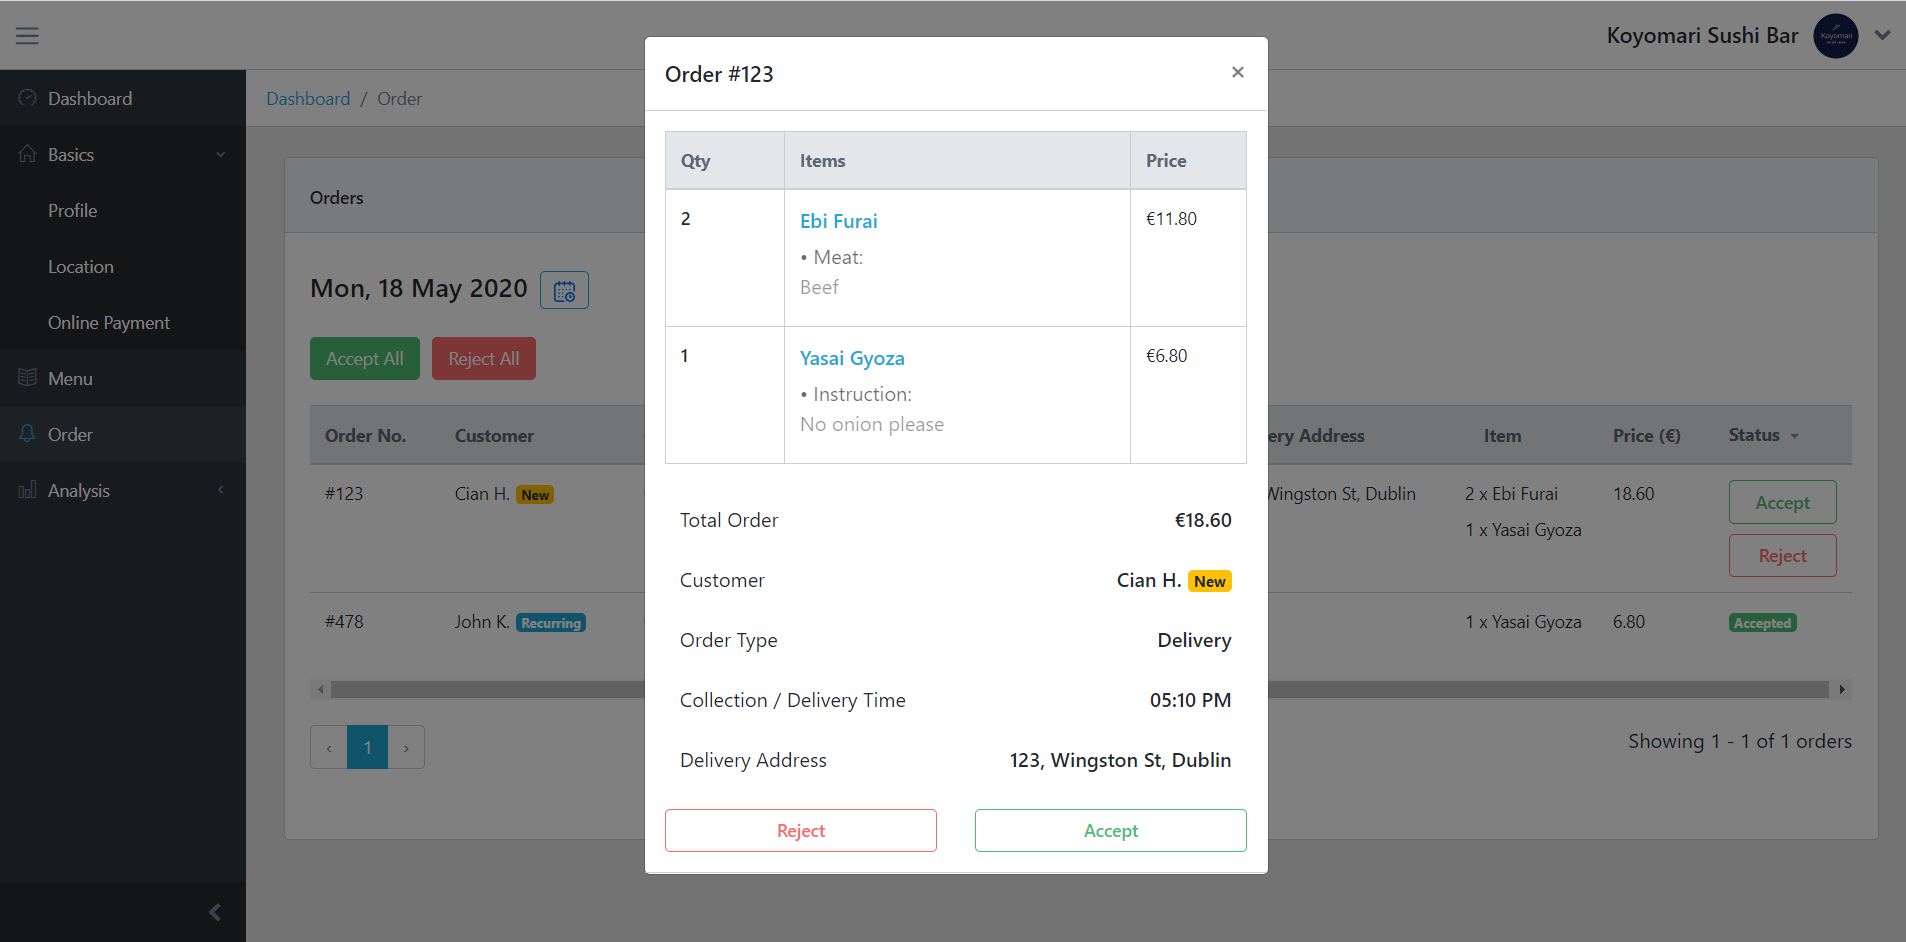 Koyomari Sushi Bar
Koyomari
Dashboard
Basics
Profile
Location
Online Payment
Menu
Order
Analysis
Dashboard / Order
Orders
Mon, 18 May 2020
Accept All Reject All
Order No. Customer ery Address Item Price (€) Status
#123 Cian H. New Wingston St, Dublin 2 x Ebi Furai 18.60 Accept
1 x Yasai Gyoza Reject
#478 John K. Recurring 1 x Yasai Gyoza 6.80 Accepted
‹ 1 ›
Showing 1 - 1 of 1 orders
Order #123 ×
Qty Items Price
2 Ebi Furai €11.80
• Meat:
Beef
1 Yasai Gyoza €6.80
• Instruction:
No onion please
Total Order €18.60
Customer Cian H. New
Order Type Delivery
Collection / Delivery Time 05:10 PM
Delivery Address 123, Wingston St, Dublin
Reject Accept